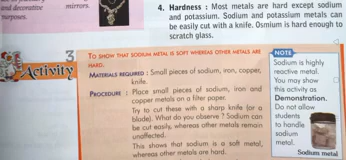 and decorative
purposes.
mirrors.
4. Hardness : Most metals are hard except sodium
and potassium. Sodium and potassium metals can
be easily cut with a knife. Osmium is hard enough to
scratch glass.
3
Activity
TO SHOW THAT SODIUM METAL IS SOFT WHEREAS OTHER METALS ARE
HARD.
MATERIALS REQUIRED : Small pieces of sodium, iron, copper,
knife.
PROCEDURE : Place small pieces of sodium, iron and
copper metals on a filter paper.
Try to cut these with a sharp knife (or a
blade). What do you observe ? Sodium can
be cut easily, whereas other metals remain
unaffected.
This shows that sodium is a soft metal,
whereas other metals are hard.
NOTE
Sodium is highly
reactive metal.
You may show
this activity as
Demonstration.
Do not allow
students
to handle
sodium
metal.
Sodium metal